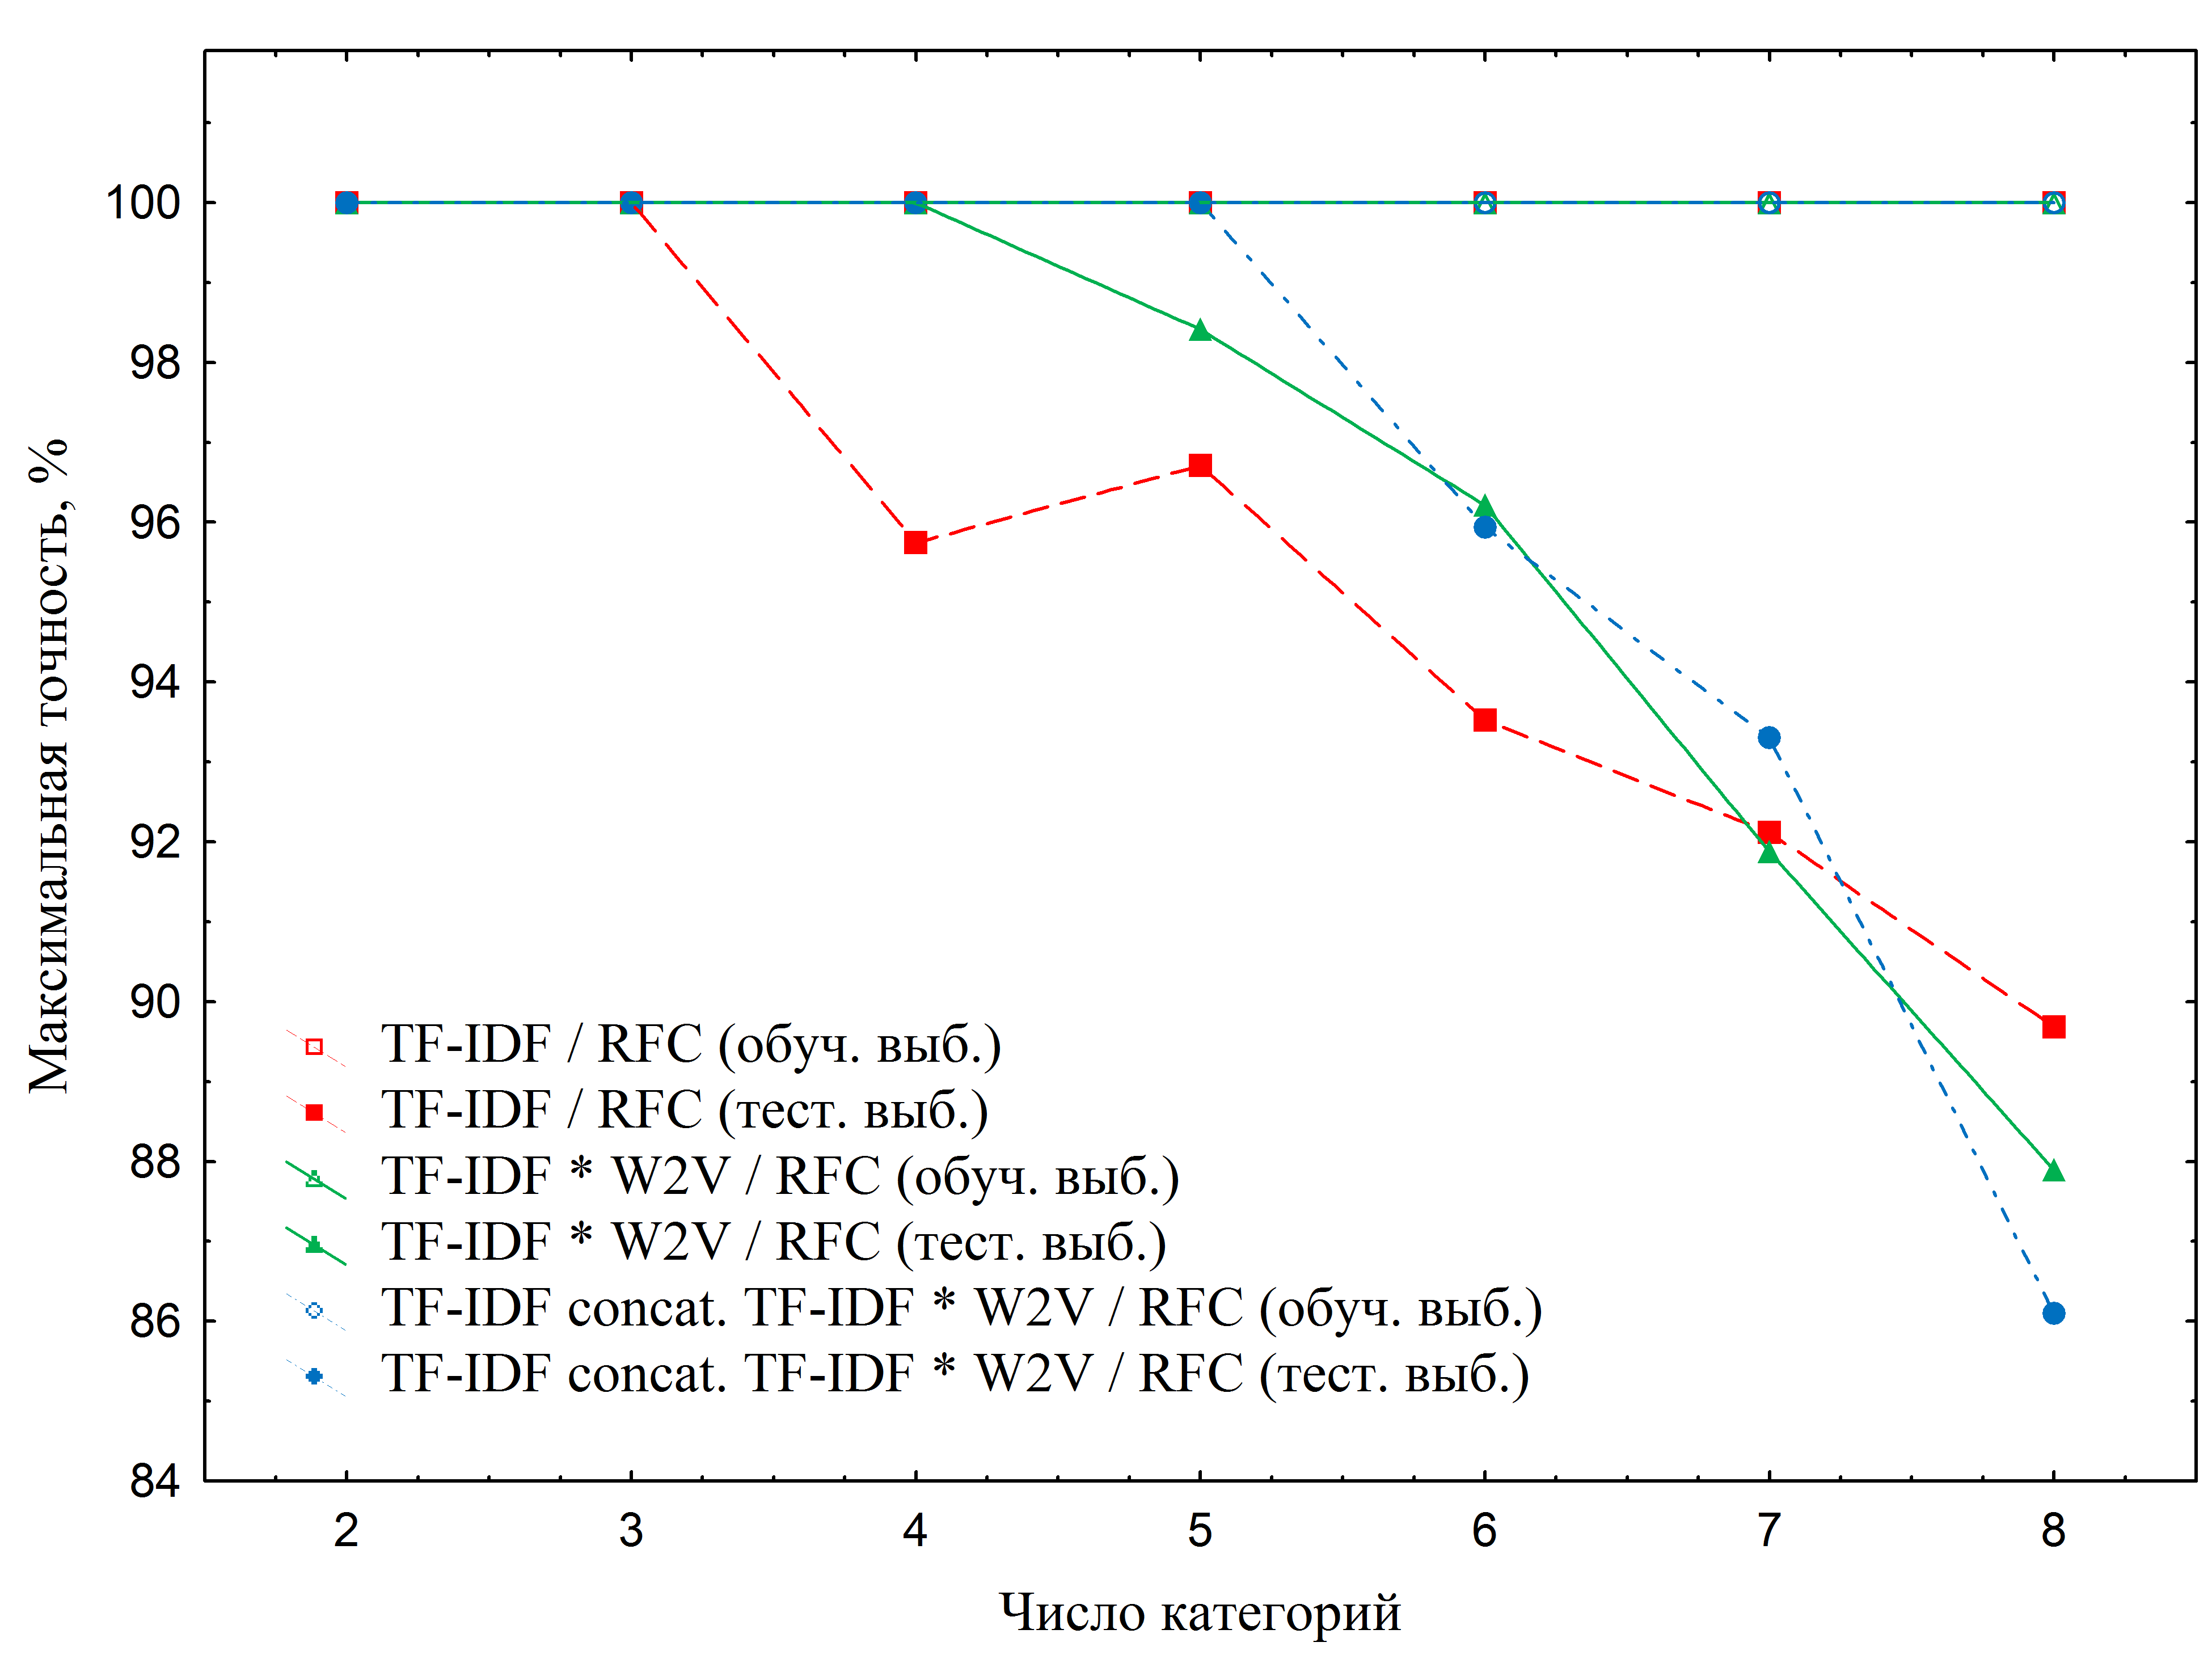 Максимальная точность, %
100
98
96
94
92
90
88
86
84
TF-IDF / RFC (обуч. выб.)
TF-IDF / RFC (тест. выб.)
TF-IDF * W2V / RFC (обуч. выб.)
TF-IDF * W2V / RFC (тест. выб.)
TF-IDF concat. TF-IDF * W2V / RFC (обуч. выб.)
TF-IDF concat. TF-IDF * W2V / RFC (тест. выб.)
2 3 4 5 6 7 8
Число категорий